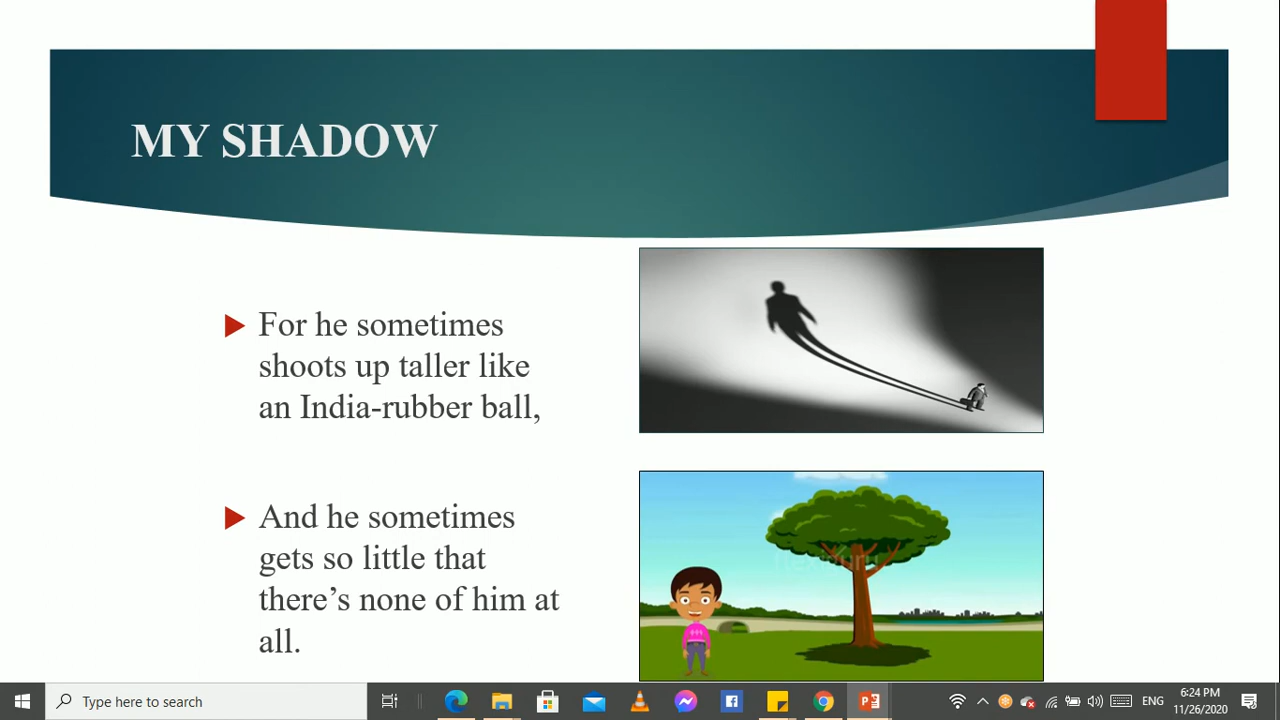 MY SHADOW
For he sometimes
shoots up taller like
an India-rubber ball,
And he sometimes
gets so little that
there’s none of him at
all.
Type here to search
ENG
6:24 PM
11/26/2020